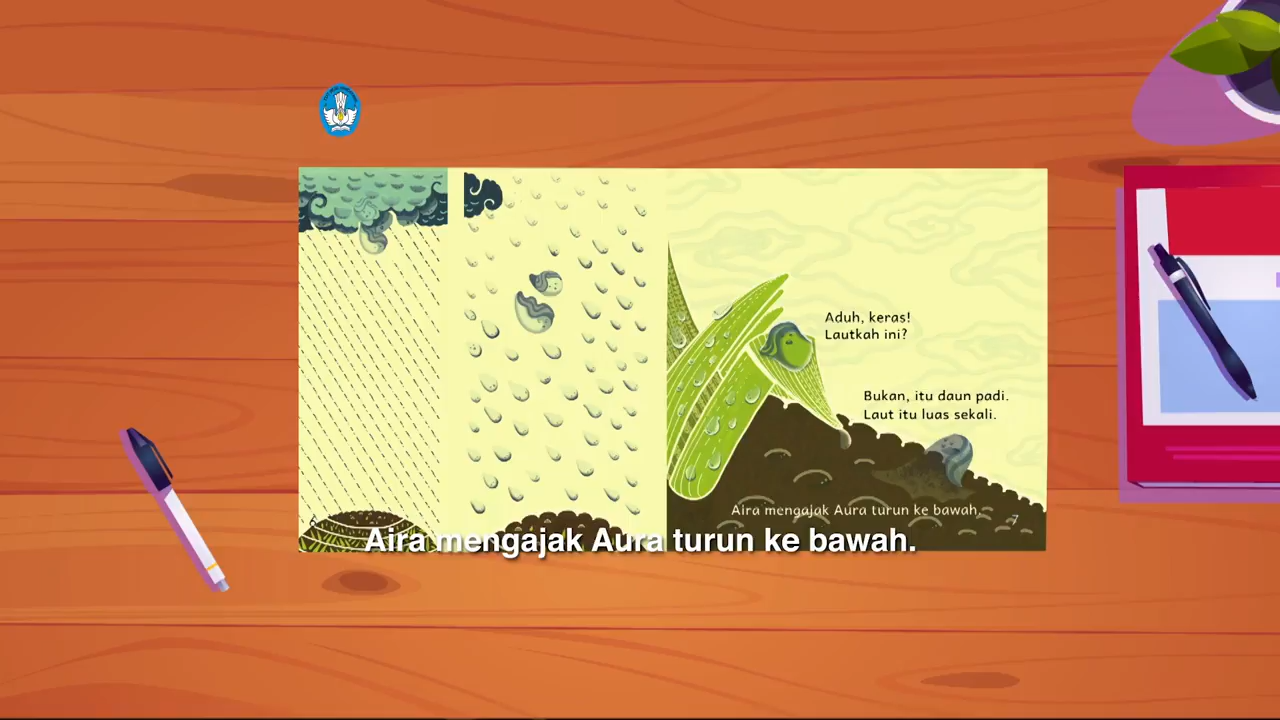 Aduh, keras!
Lautkah ini?
Bukan, itu daun padi.
Laut itu luas sekali.
Aira mengajak Aura turun ke bawah.
7
Aira mengajak Aura turun ke bawah.